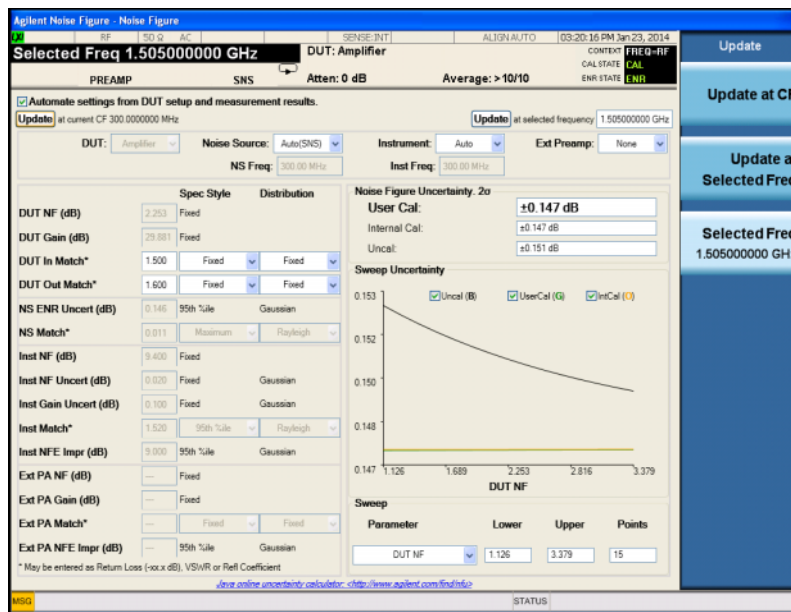 Agilent Noise Figure - Noise Figure
LXI RF 50 Ω AC SENSE:INT ALIGN AUTO 03:20:16 PM Jan 23, 2014
Selected Freq 1.505000000 GHz DUT: Amplifier CONTEXT FREQ=RF
CAL STATE CAL
PREAMP SNS Atten: 0 dB Average: >10/10 ENR STATE ENR
Update
Automate settings from DUT setup and measurement results.
Update at current CF 300.0000000 MHz Update at selected frequency 1.505000000 GHz
Update at CF
DUT: Amplifier Noise Source: Auto(SNS) Instrument: Auto Ext Preamp: None
NS Freq: 300.00 MHz Inst Freq: 300.00 MHz
Update a
Selected Freq
Selected Freq
1.505000000 GH
Spec Style Distribution
DUT NF (dB) 2.253 Fixed
DUT Gain (dB) 29.881 Fixed
DUT In Match* 1.500 Fixed Fixed
DUT Out Match* 1.600 Fixed Fixed
NS ENR Uncert (dB) 0.146 95th %ile Gaussian
NS Match* 0.011 Maximum Rayleigh
Inst NF (dB) 9.400 Fixed
Inst NF Uncert (dB) 0.020 Fixed Gaussian
Inst Gain Uncert (dB) 0.100 Fixed Gaussian
Inst Match* 1.520 95th %ile Rayleigh
Inst NFE Impr (dB) 9.000 95th %ile Gaussian
Ext PA NF (dB) --- Fixed
Ext PA Gain (dB) --- Fixed
Ext PA Match* --- Fixed Fixed
Ext PA NFE Impr (dB) --- 95th %ile Gaussian
* May be entered as Return Loss (-xx.x dB), VSWR or Refl Coefficient
Noise Figure Uncertainty. 2σ
User Cal: ±0.147 dB
Internal Cal: ±0.147 dB
Uncal: ±0.151 dB
Sweep Uncertainty
Uncal (B) UserCal (G) IntCal (O)
0.153
0.152
0.150
0.148
0.147
1.126 1.689 2.253 2.816 3.379
DUT NF
Sweep
Parameter Lower Upper Points
DUT NF 1.126 3.379 15
Java online uncertainty calculator: <http://www.agilent.com/find/nfu>
MSG STATUS